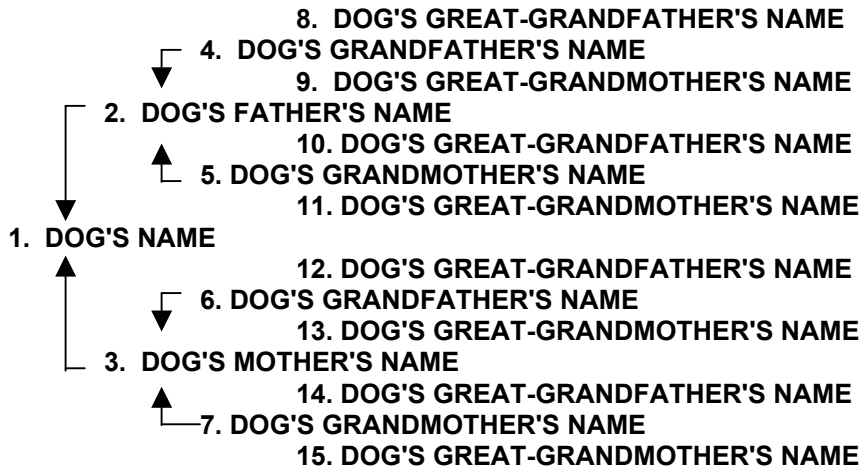 8. DOG'S GREAT-GRANDFATHER'S NAME
4. DOG'S GRANDFATHER'S NAME
9. DOG'S GREAT-GRANDMOTHER'S NAME
2. DOG'S FATHER'S NAME
10. DOG'S GREAT-GRANDFATHER'S NAME
5. DOG'S GRANDMOTHER'S NAME
11. DOG'S GREAT-GRANDMOTHER'S NAME
1. DOG'S NAME
12. DOG'S GREAT-GRANDFATHER'S NAME
6. DOG'S GRANDFATHER'S NAME
13. DOG'S GREAT-GRANDMOTHER'S NAME
3. DOG'S MOTHER'S NAME
14. DOG'S GREAT-GRANDFATHER'S NAME
7. DOG'S GRANDMOTHER'S NAME
15. DOG'S GREAT-GRANDMOTHER'S NAME